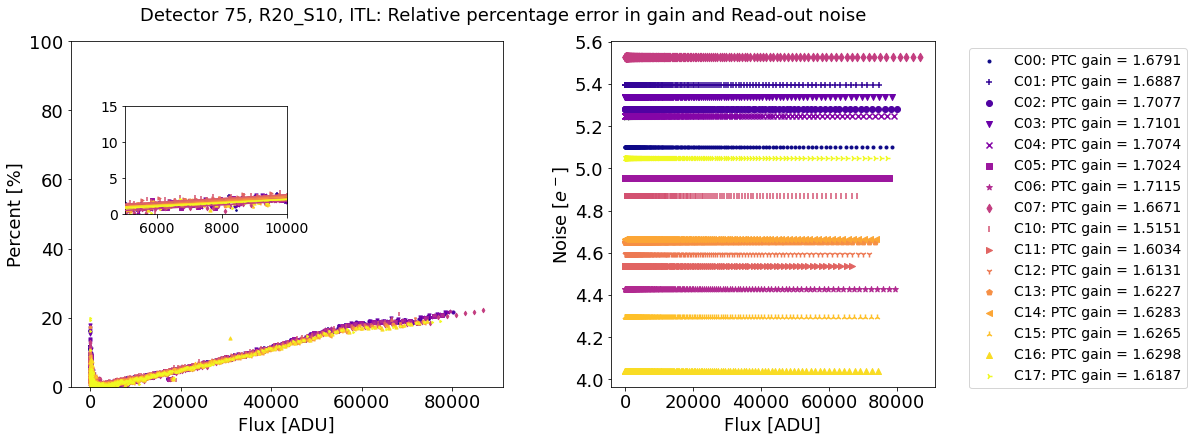 Detector 75, R20_S10, ITL: Relative percentage error in gain and Read-out noise
Percent [%]
100
80
60
40
20
0
15
10
5
0
6000 8000 10000
0 20000 40000 60000 80000
Flux [ADU]
Noise [e⁻]
5.6
5.4
5.2
5.0
4.8
4.6
4.4
4.2
4.0
0 20000 40000 60000 80000
Flux [ADU]
C00: PTC gain = 1.6791
C01: PTC gain = 1.6887
C02: PTC gain = 1.7077
C03: PTC gain = 1.7101
C04: PTC gain = 1.7074
C05: PTC gain = 1.7024
C06: PTC gain = 1.7115
C07: PTC gain = 1.6671
C10: PTC gain = 1.5151
C11: PTC gain = 1.6034
C12: PTC gain = 1.6131
C13: PTC gain = 1.6227
C14: PTC gain = 1.6283
C15: PTC gain = 1.6265
C16: PTC gain = 1.6298
C17: PTC gain = 1.6187